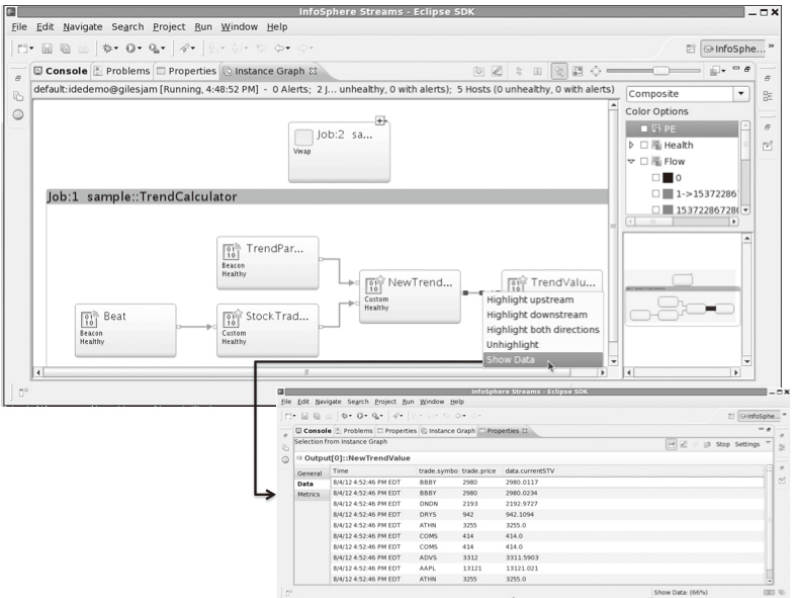 InfoSphere Streams - Eclipse SDK
File Edit Navigate Search Project Run Window Help
InfoSphe...
Console Problems Properties Instance Graph
default:idedemo@gilesjam [Running, 4:48:52 PM] - 0 Alerts; 2 J... unhealthy, 0 with alerts); 5 Hosts (0 unhealthy, 0 with alerts)
Composite
Color Options
PE
Health
Flow
0
1->15372286
1537228672
Job:2 sa...
Vwap
Job:1 sample::TrendCalculator
TrendPar...
Beacon
Healthy
NewTrend...
Custom
Healthy
TrendValu...
Beat
Beacon
Healthy
StockTrad...
Custom
Healthy
Highlight upstream
Highlight downstream
Highlight both directions
Unhighlight
Show Data
InfoSphere Streams - Eclipse SDK
File Edit Navigate Search Project Run Window Help
InfoSphe...
Console Problems Properties Instance Graph Properties
Selection from Instance Graph
Stop Settings
Output[0]::NewTrendValue
General
Data
Metrics
Time trade.symbo trade.price data.currentSTV
8/4/12 4:52:46 PM EDT BBBY 2980 2980.0117
8/4/12 4:52:46 PM EDT BBBY 2980 2980.0234
8/4/12 4:52:46 PM EDT DNDN 2193 2192.9727
8/4/12 4:52:46 PM EDT DRYS 942 942.1094
8/4/12 4:52:46 PM EDT ATHN 3255 3255.0
8/4/12 4:52:46 PM EDT COMS 414 414.0
8/4/12 4:52:46 PM EDT COMS 414 414.0
8/4/12 4:52:46 PM EDT ADVS 3312 3311.5903
8/4/12 4:52:46 PM EDT AAPL 13121 13121.021
8/4/12 4:52:46 PM EDT ATHN 3255 3255.0
Show Data: (66%)